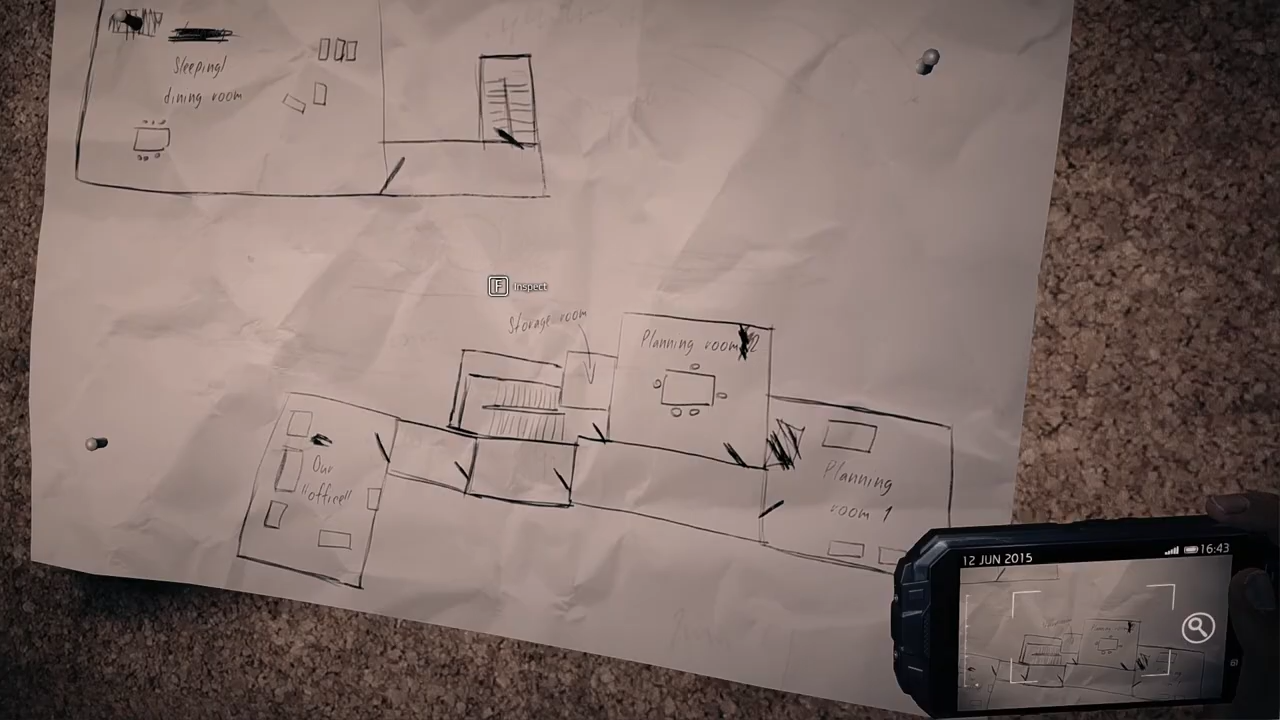 Sleeping/
dining room
F Inspect
Storage room
Planning room 2
Our
"office"
Planning
room 1
12 JUN 2015
16:43